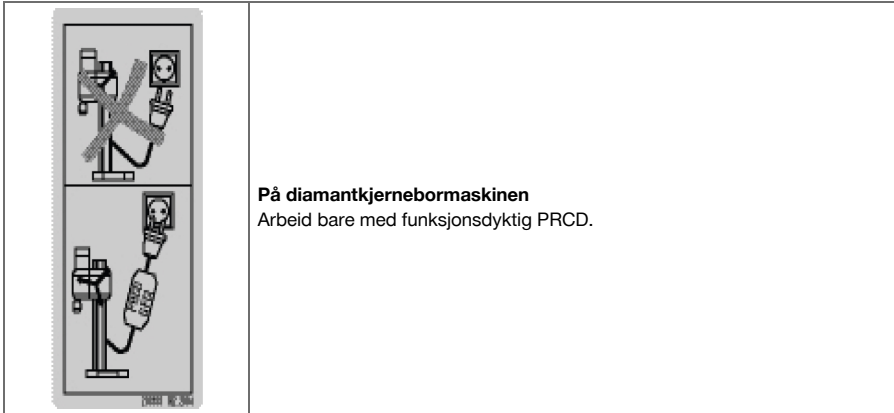 På diamantkjernebormaskinen
Arbeid bare med funksjonsdyktig PRCD.